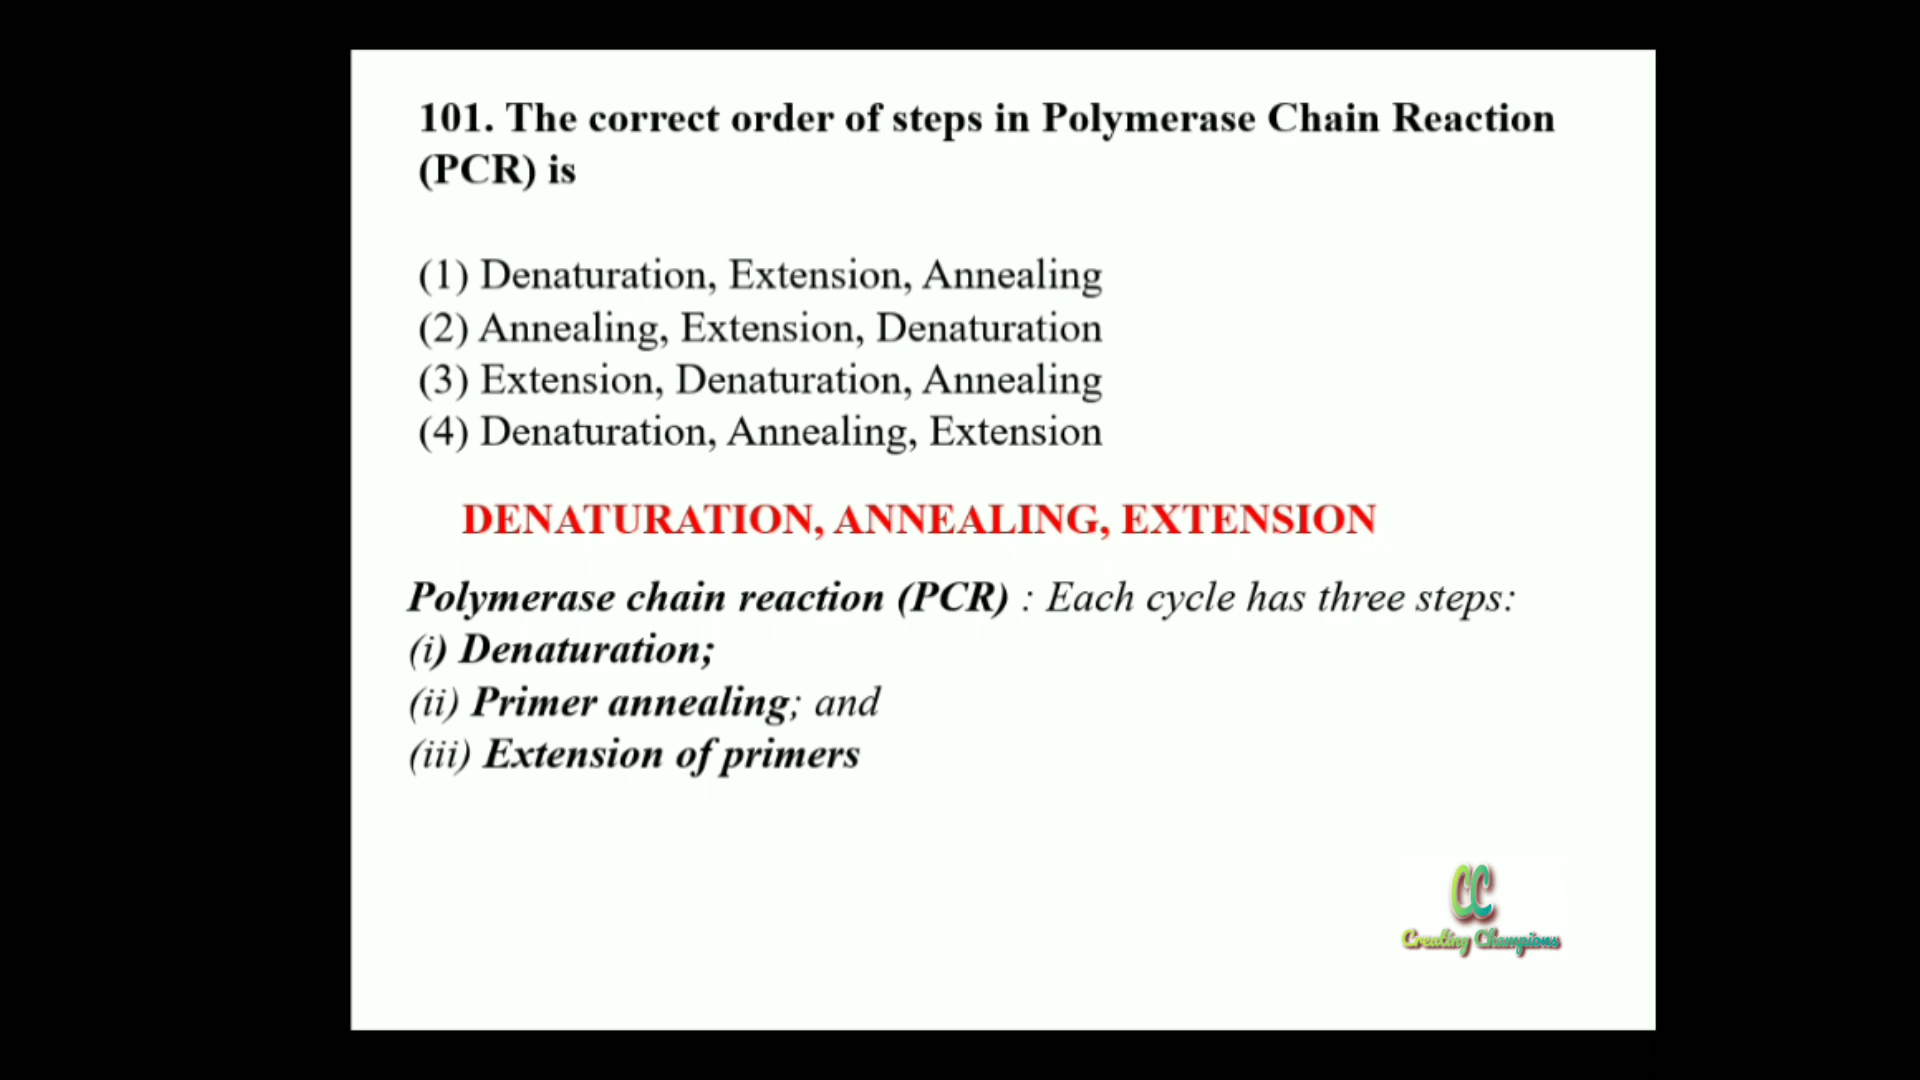 101. The correct order of steps in Polymerase Chain Reaction
(PCR) is
(1) Denaturation, Extension, Annealing
(2) Annealing, Extension, Denaturation
(3) Extension, Denaturation, Annealing
(4) Denaturation, Annealing, Extension
DENATURATION, ANNEALING, EXTENSION
Polymerase chain reaction (PCR) : Each cycle has three steps:
(i) Denaturation;
(ii) Primer annealing; and
(iii) Extension of primers
CC
Creating Champions